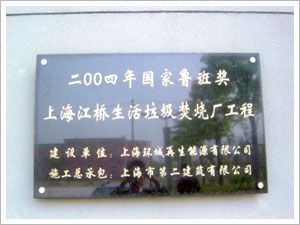 二00四年国家鲁班奖
上海江桥生活垃圾焚烧厂工程
建设单位：上海环城再生能源有限公司
施工总承包：上海市第二建筑有限公司